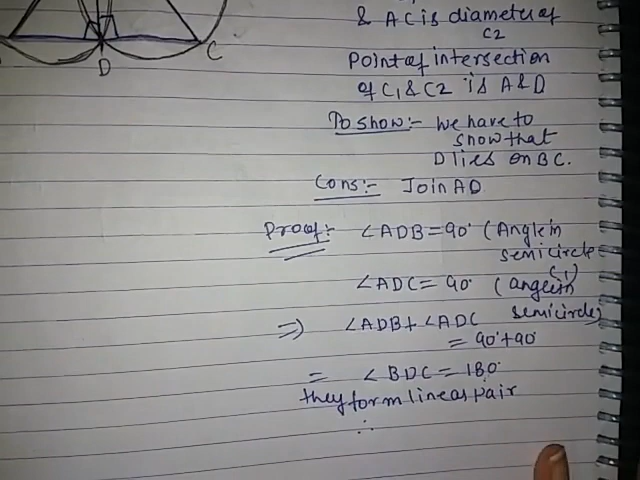 & AC is diameter of
C2
Point of intersection
of C1 & C2 is A & D
To show:- We have to
show that
D lies on BC.
Cons:- Join AD
Proof:- ∠ADB = 90° (Angle in
semicircle
C1)
∠ADC = 90° (angle in
semicircle)
⇒ ∠ADB + ∠ADC
= 90° + 90°
= ∠BDC = 180°
they form linear pair
∴
D
C